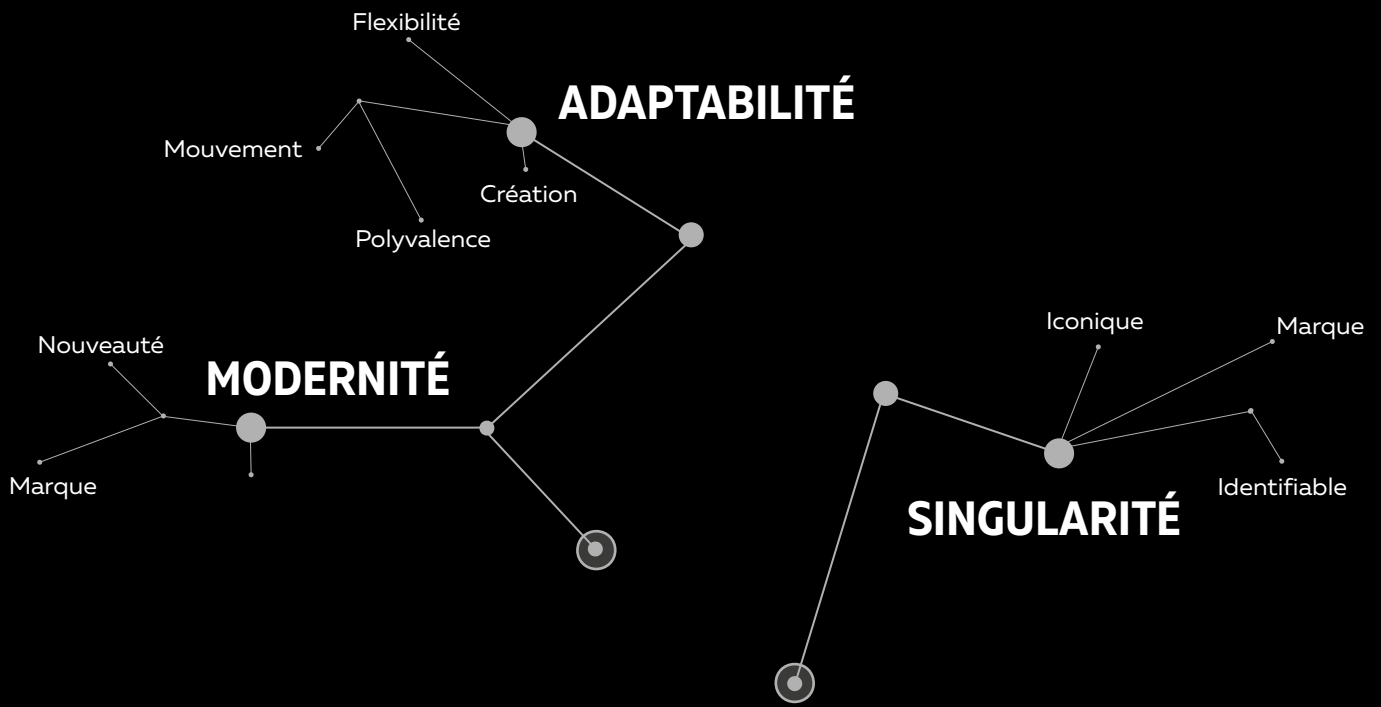 Flexibilité
ADAPTABILITÉ
Mouvement
Création
Polyvalence
Nouveauté
MODERNITÉ
Marque
Iconique
Marque
Identifiable
SINGULARITÉ